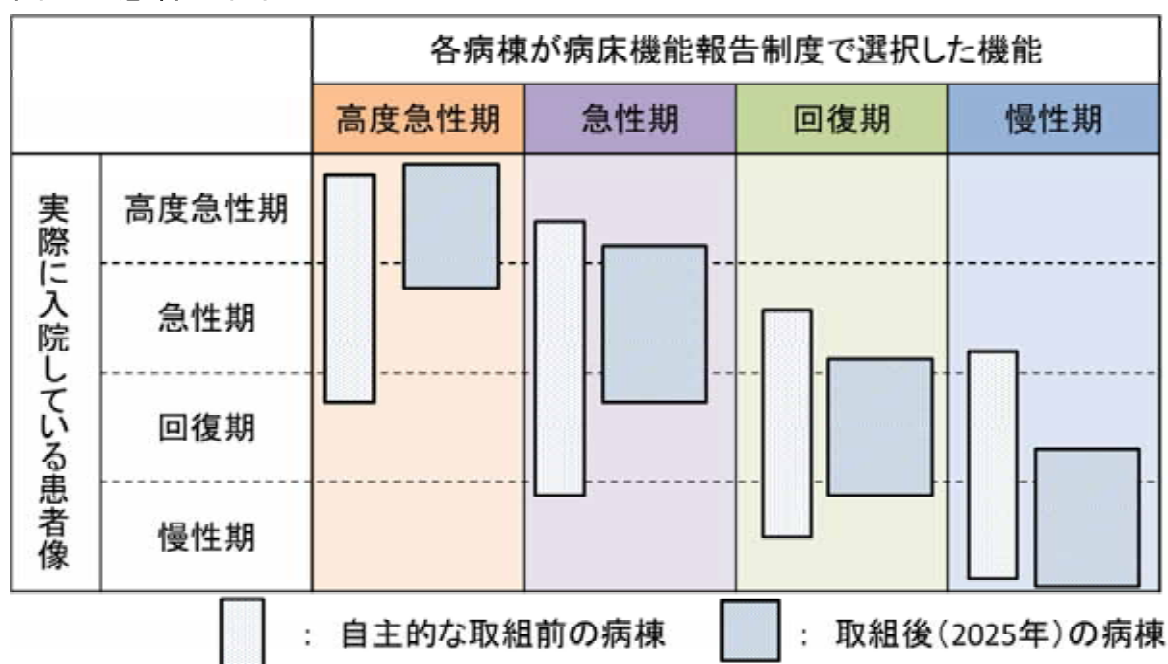 各病棟が病床機能報告制度で選択した機能
高度急性期 急性期 回復期 慢性期
実際に入院している患者像
高度急性期
急性期
回復期
慢性期
： 自主的な取組前の病棟 ： 取組後（2025年）の病棟